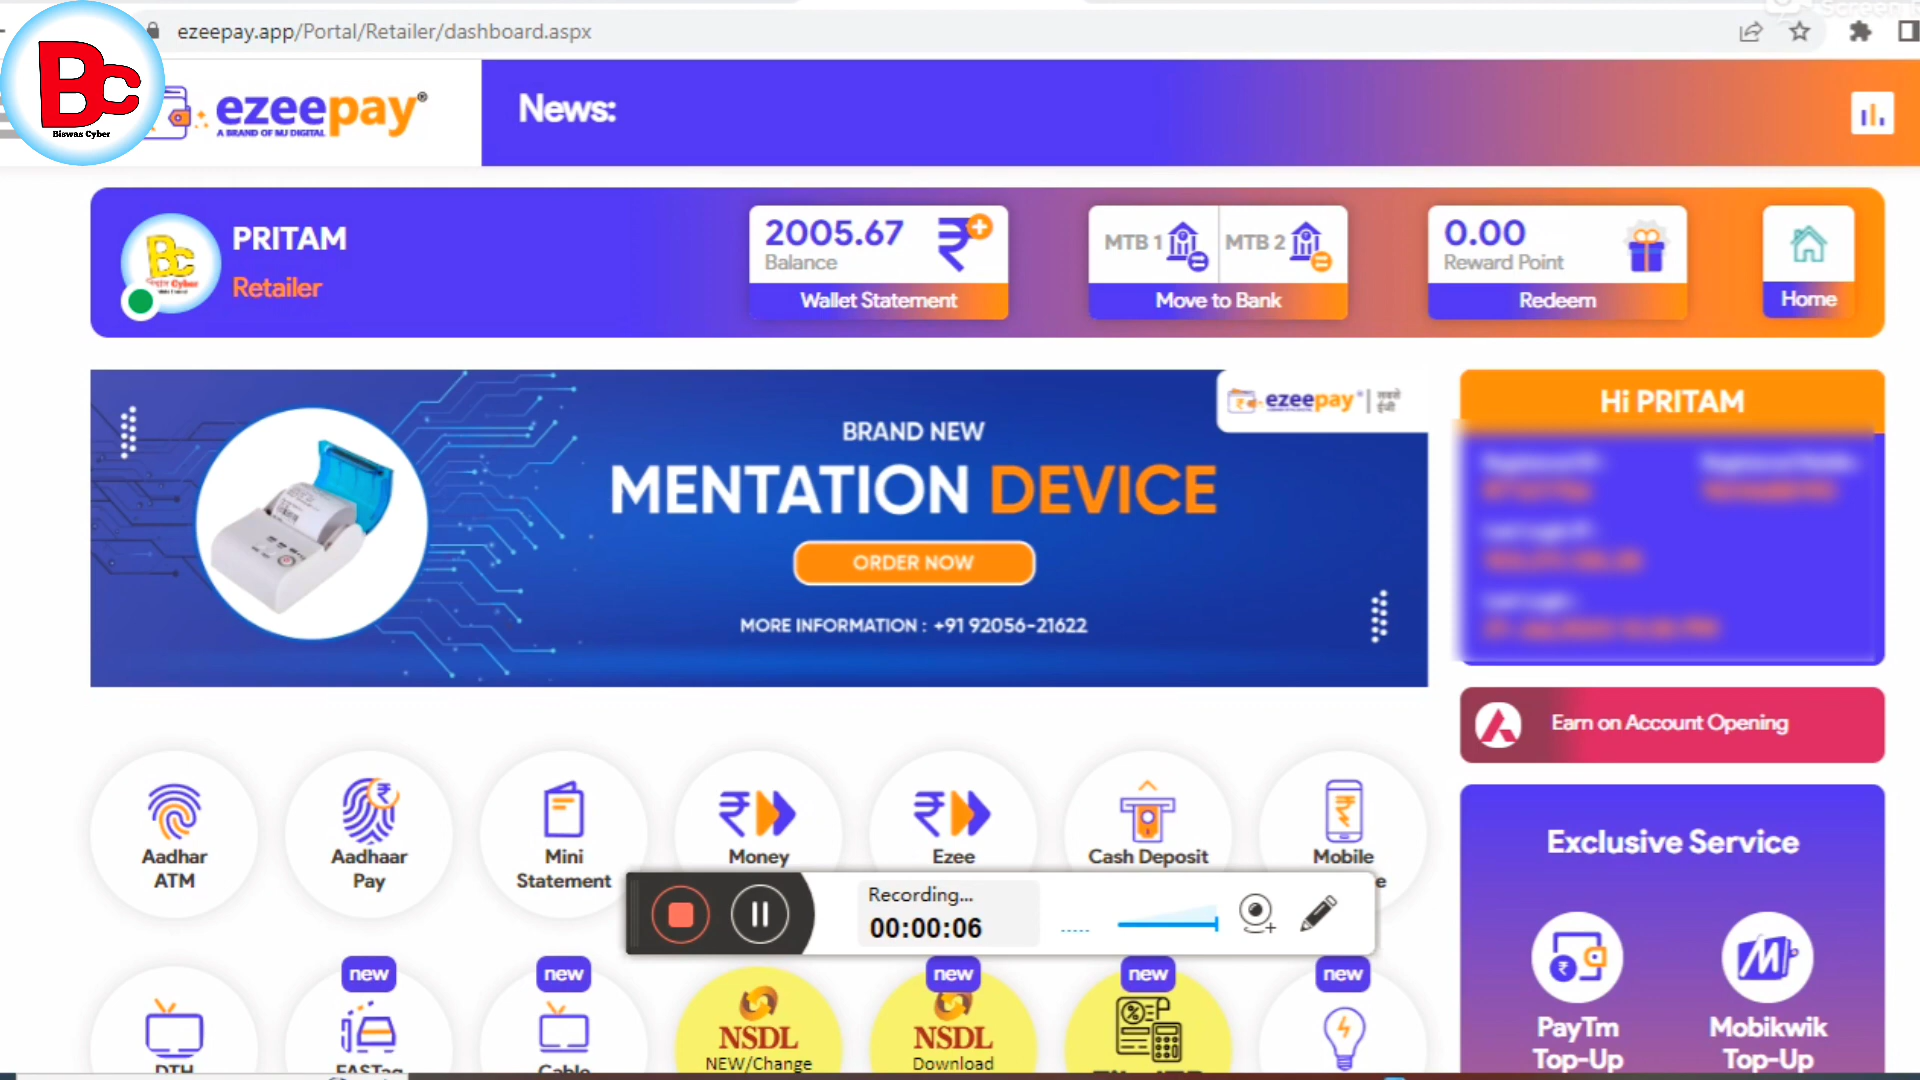 ezeepay.app/Portal/Retailer/dashboard.aspx
BC
Biswas Cyber
ezeepay®
A BRAND OF MJ DIGITAL
News:
PRITAM
Retailer
2005.67
Balance
Wallet Statement
MTB 1
MTB 2
Move to Bank
0.00
Reward Point
Redeem
Home
ezeepay
BRAND NEW
MENTATION DEVICE
ORDER NOW
MORE INFORMATION : +91 92056-21622
Hi PRITAM
Earn on Account Opening
Aadhar
ATM
Aadhaar
Pay
Mini
Statement
Money
Ezee
Cash Deposit
Mobile
Recording...
00:00:06
Exclusive Service
PayTm
Top-Up
Mobikwik
Top-Up
DTH
new
FASTag
new
Cable
NSDL
NEW/Change
new
NSDL
Download
new
new